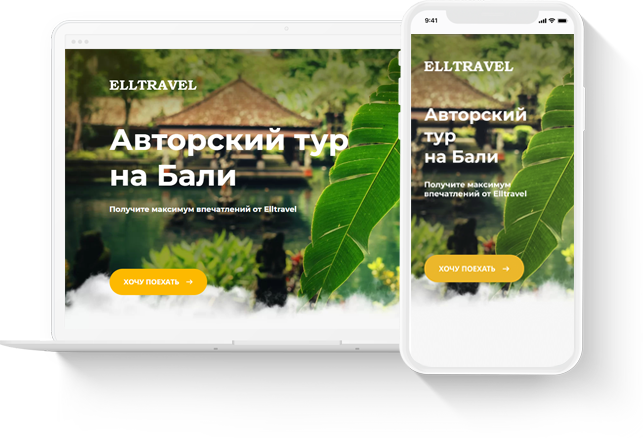 ELLTRAVEL
Авторский тур
на Бали
Получите максимум впечатлений от Elltravel
ХОЧУ ПОЕХАТЬ →
9:41
ELLTRAVEL
Авторский
тур
на Бали
Получите максимум
впечатлений от Elltravel
ХОЧУ ПОЕХАТЬ →